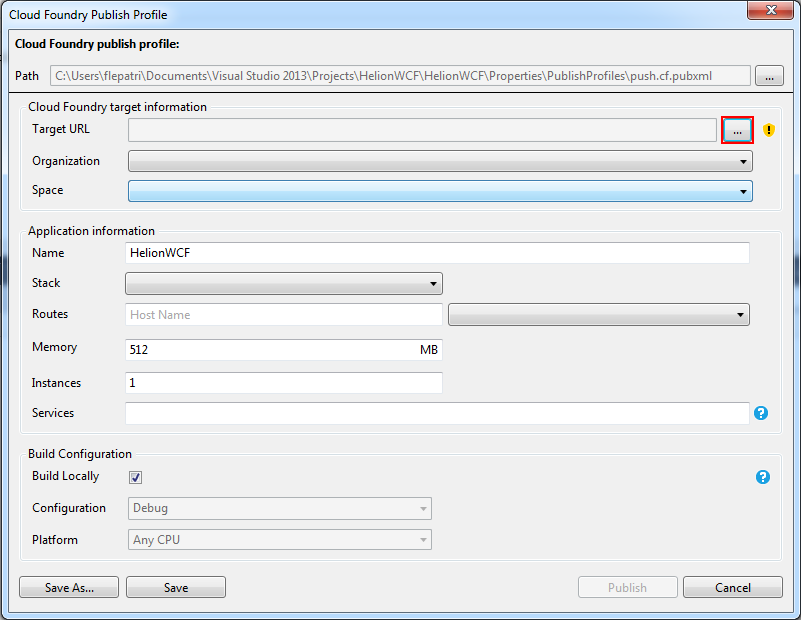 Cloud Foundry Publish Profile
Cloud Foundry publish profile:
Path C:\Users\flepatri\Documents\Visual Studio 2013\Projects\HelionWCF\HelionWCF\Properties\PublishProfiles\push.cf.pubxml ...
Cloud Foundry target information
Target URL ...
Organization
Space
Application information
Name HelionWCF
Stack
Routes Host Name
Memory 512 MB
Instances 1
Services
Build Configuration
Build Locally
Configuration Debug
Platform Any CPU
Save As... Save Publish Cancel